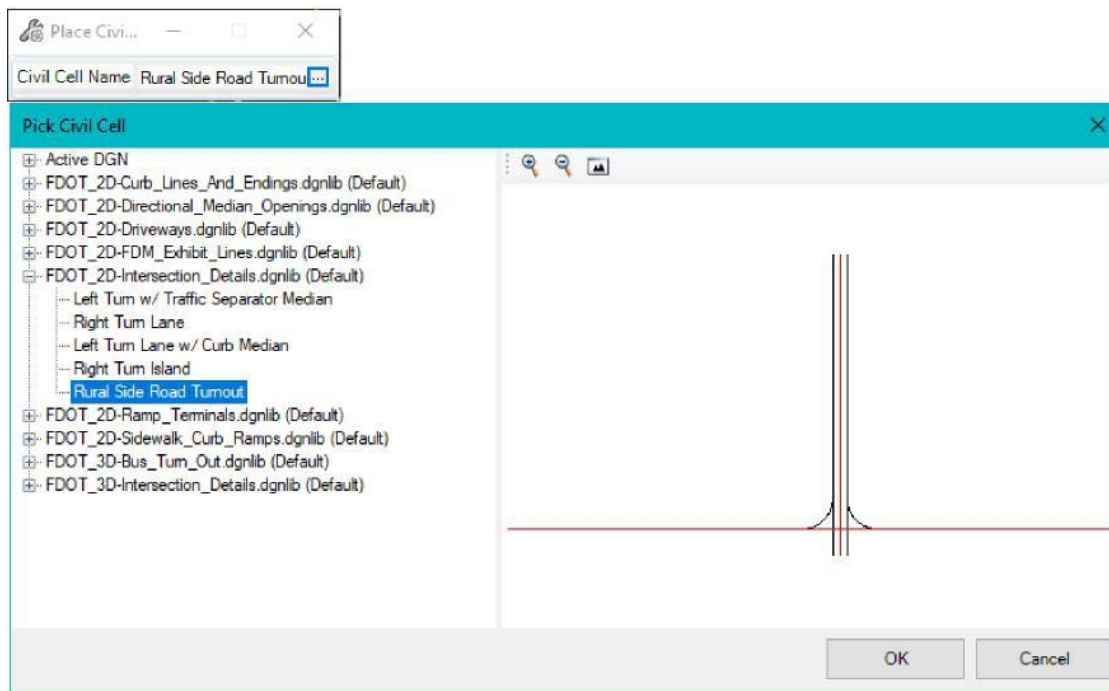 Place Civi...
Civil Cell Name Rural Side Road Turnou ...
Pick Civil Cell
Active DGN
FDOT_2D-Curb_Lines_And_Endings.dgnlib (Default)
FDOT_2D-Directional_Median_Openings.dgnlib (Default)
FDOT_2D-Driveways.dgnlib (Default)
FDOT_2D-FDM_Exhibit_Lines.dgnlib (Default)
FDOT_2D-Intersection_Details.dgnlib (Default)
Left Turn w/ Traffic Separator Median
Right Turn Lane
Left Turn Lane w/ Curb Median
Right Turn Island
Rural Side Road Turnout
FDOT_2D-Ramp_Terminals.dgnlib (Default)
FDOT_2D-Sidewalk_Curb_Ramps.dgnlib (Default)
FDOT_3D-Bus_Turn_Out.dgnlib (Default)
FDOT_3D-Intersection_Details.dgnlib (Default)
OK Cancel